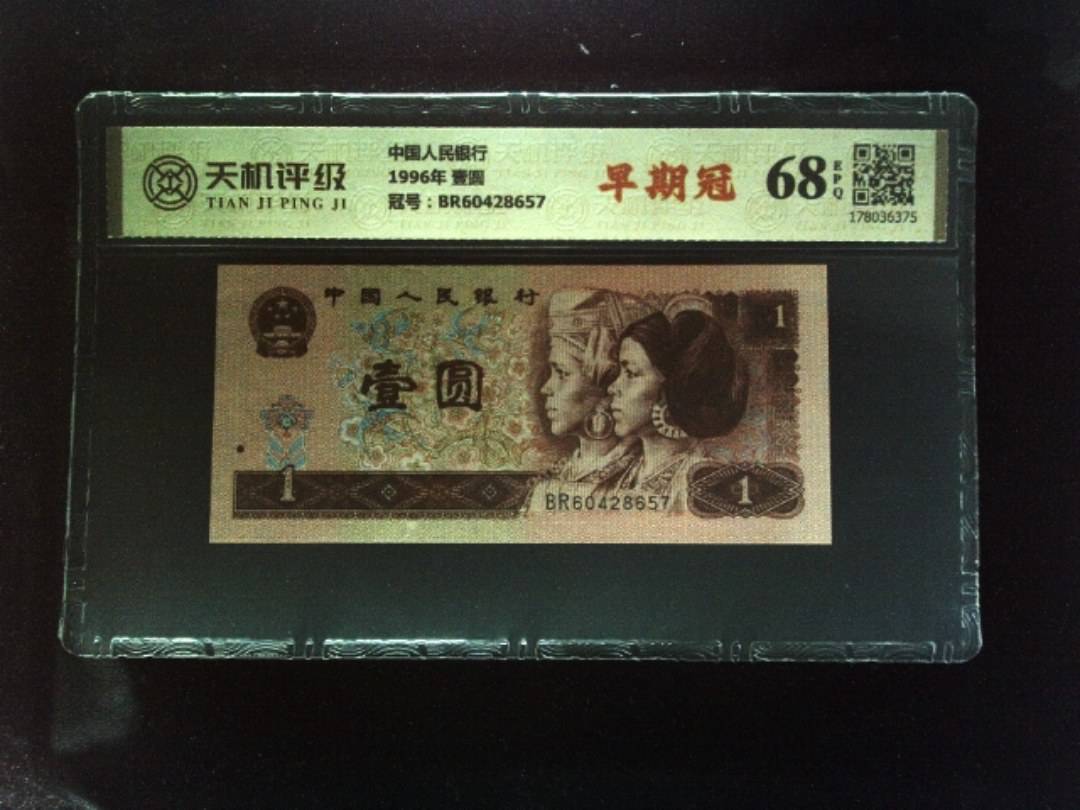 天机评级
TIAN JI PING JI
中国人民银行
1996年 壹圆
冠号：BR60428657
早期冠
68
EPQ
178036375
中国人民银行
1
壹圆
1
BR60428657
1